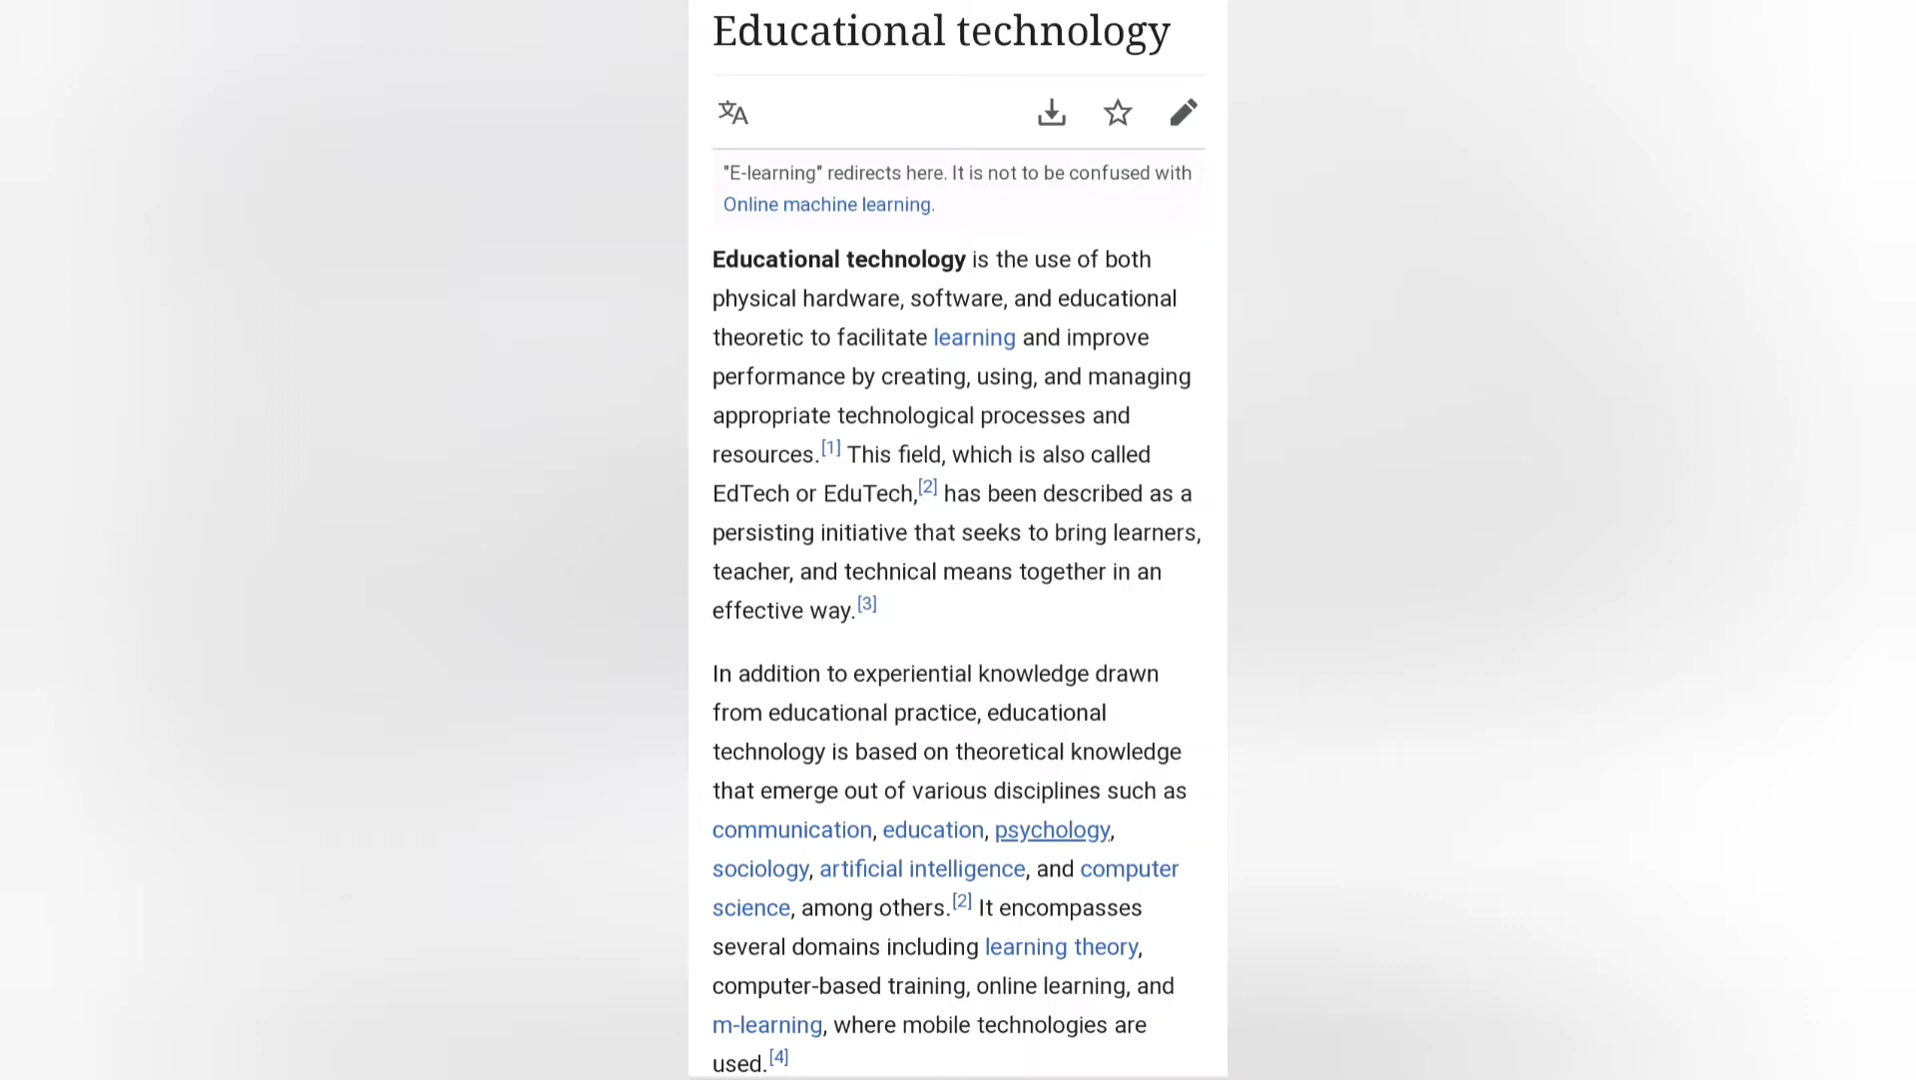 Educational technology
"E-learning" redirects here. It is not to be confused with
Online machine learning.
Educational technology is the use of both
physical hardware, software, and educational
theoretic to facilitate learning and improve
performance by creating, using, and managing
appropriate technological processes and
resources.[1] This field, which is also called
EdTech or EduTech,[2] has been described as a
persisting initiative that seeks to bring learners,
teacher, and technical means together in an
effective way.[3]
In addition to experiential knowledge drawn
from educational practice, educational
technology is based on theoretical knowledge
that emerge out of various disciplines such as
communication, education, psychology,
sociology, artificial intelligence, and computer
science, among others.[2] It encompasses
several domains including learning theory,
computer-based training, online learning, and
m-learning, where mobile technologies are
used.[4]